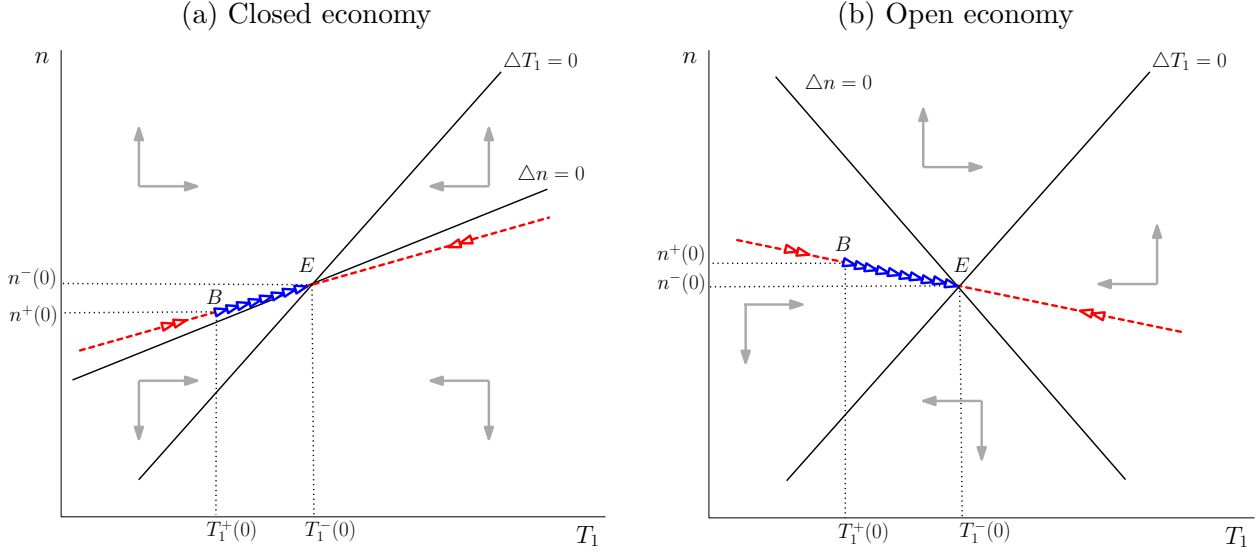 (a) Closed economy
n
△T₁ = 0
△n = 0
E
n⁻(0)
B
n⁺(0)
T₁⁺(0)
T₁⁻(0)
T₁
(b) Open economy
n
△T₁ = 0
△n = 0
n⁺(0)
B
E
n⁻(0)
T₁⁺(0)
T₁⁻(0)
T₁